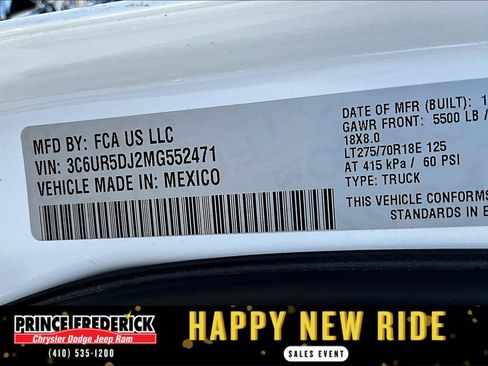 MFD BY: FCA US LLC
VIN: 3C6UR5DJ2MG552471
VEHICLE MADE IN: MEXICO
DATE OF MFR (BUILT): 1
GAWR FRONT: 5500 LB /
18X8.0
LT275/70R18E 125
AT 415 kPa / 60 PSI
TYPE: TRUCK
THIS VEHICLE CONFORMS
STANDARDS IN E
PRINCE FREDERICK
Chrysler Dodge Jeep Ram
(410) 535-1200
HAPPY NEW RIDE
SALES EVENT